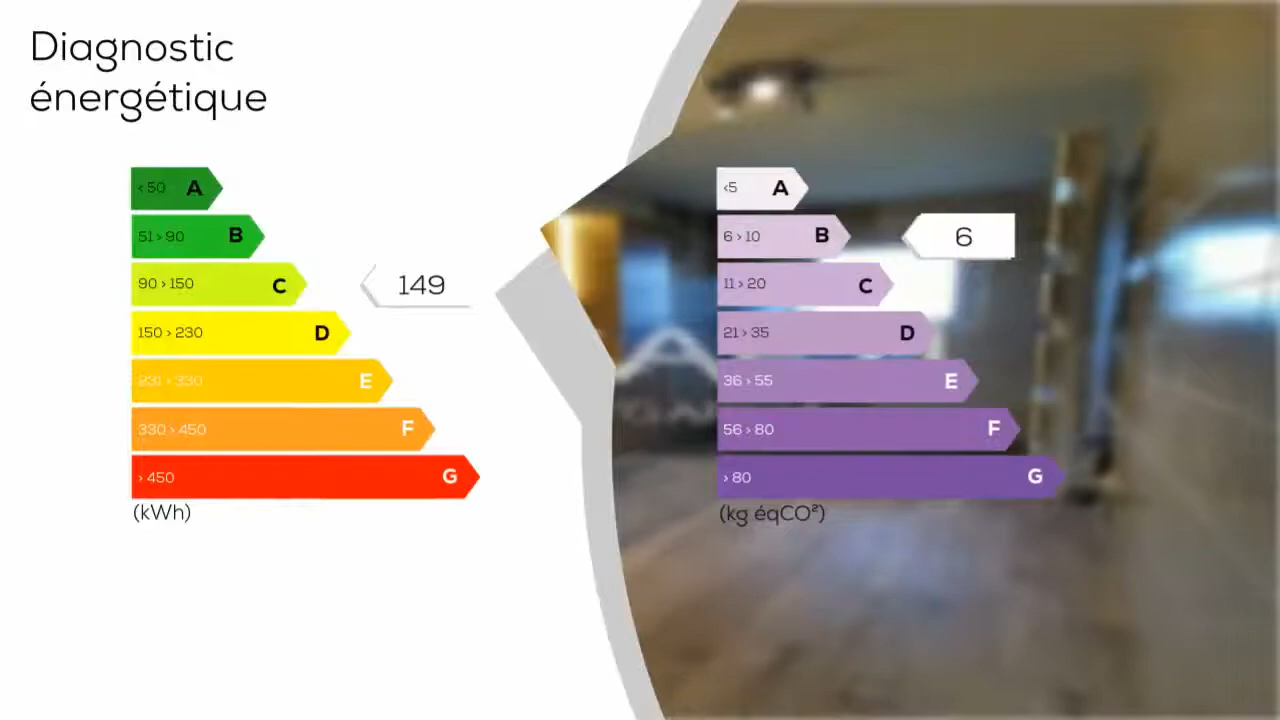 Diagnostic
énergétique
< 50 A
51 > 90 B
90 > 150 C
149
150 > 230 D
231 > 330 E
330 > 450 F
> 450 G
(kWh)
<5 A
6 > 10 B
6
11 > 20 C
21 > 35 D
36 > 55 E
56 > 80 F
> 80 G
(kg éqCO²)